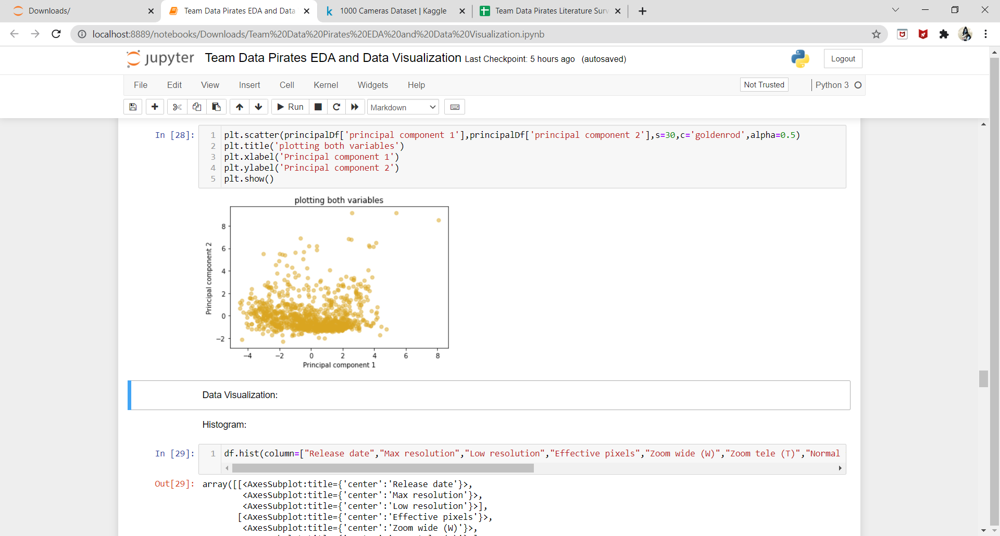 Downloads/
Team Data Pirates EDA and Data
1000 Cameras Dataset | Kaggle
Team Data Pirates Literature Surv
localhost:8889/notebooks/Downloads/Team%20Data%20Pirates%20EDA%20and%20Data%20Visualization.ipynb
jupyter Team Data Pirates EDA and Data Visualization Last Checkpoint: 5 hours ago (autosaved)
Logout
File Edit View Insert Cell Kernel Widgets Help
Not Trusted
Python 3
Run
Markdown
In [28]:
1 plt.scatter(principalDf['principal component 1'],principalDf['principal component 2'],s=30,c='goldenrod',alpha=0.5)
2 plt.title('plotting both variables')
3 plt.xlabel('Principal component 1')
4 plt.ylabel('Principal component 2')
5 plt.show()
plotting both variables
Principal component 2
8
6
4
2
0
−2
−4 −2 0 2 4 6 8
Principal component 1
Data Visualization:
Histogram:
In [29]:
1 df.hist(column=["Release date","Max resolution","Low resolution","Effective pixels","Zoom wide (W)","Zoom tele (T)","Normal
Out[29]:
array([[<AxesSubplot:title={'center':'Release date'}>,
<AxesSubplot:title={'center':'Max resolution'}>,
<AxesSubplot:title={'center':'Low resolution'}>],
[<AxesSubplot:title={'center':'Effective pixels'}>,
<AxesSubplot:title={'center':'Zoom wide (W)'}>,